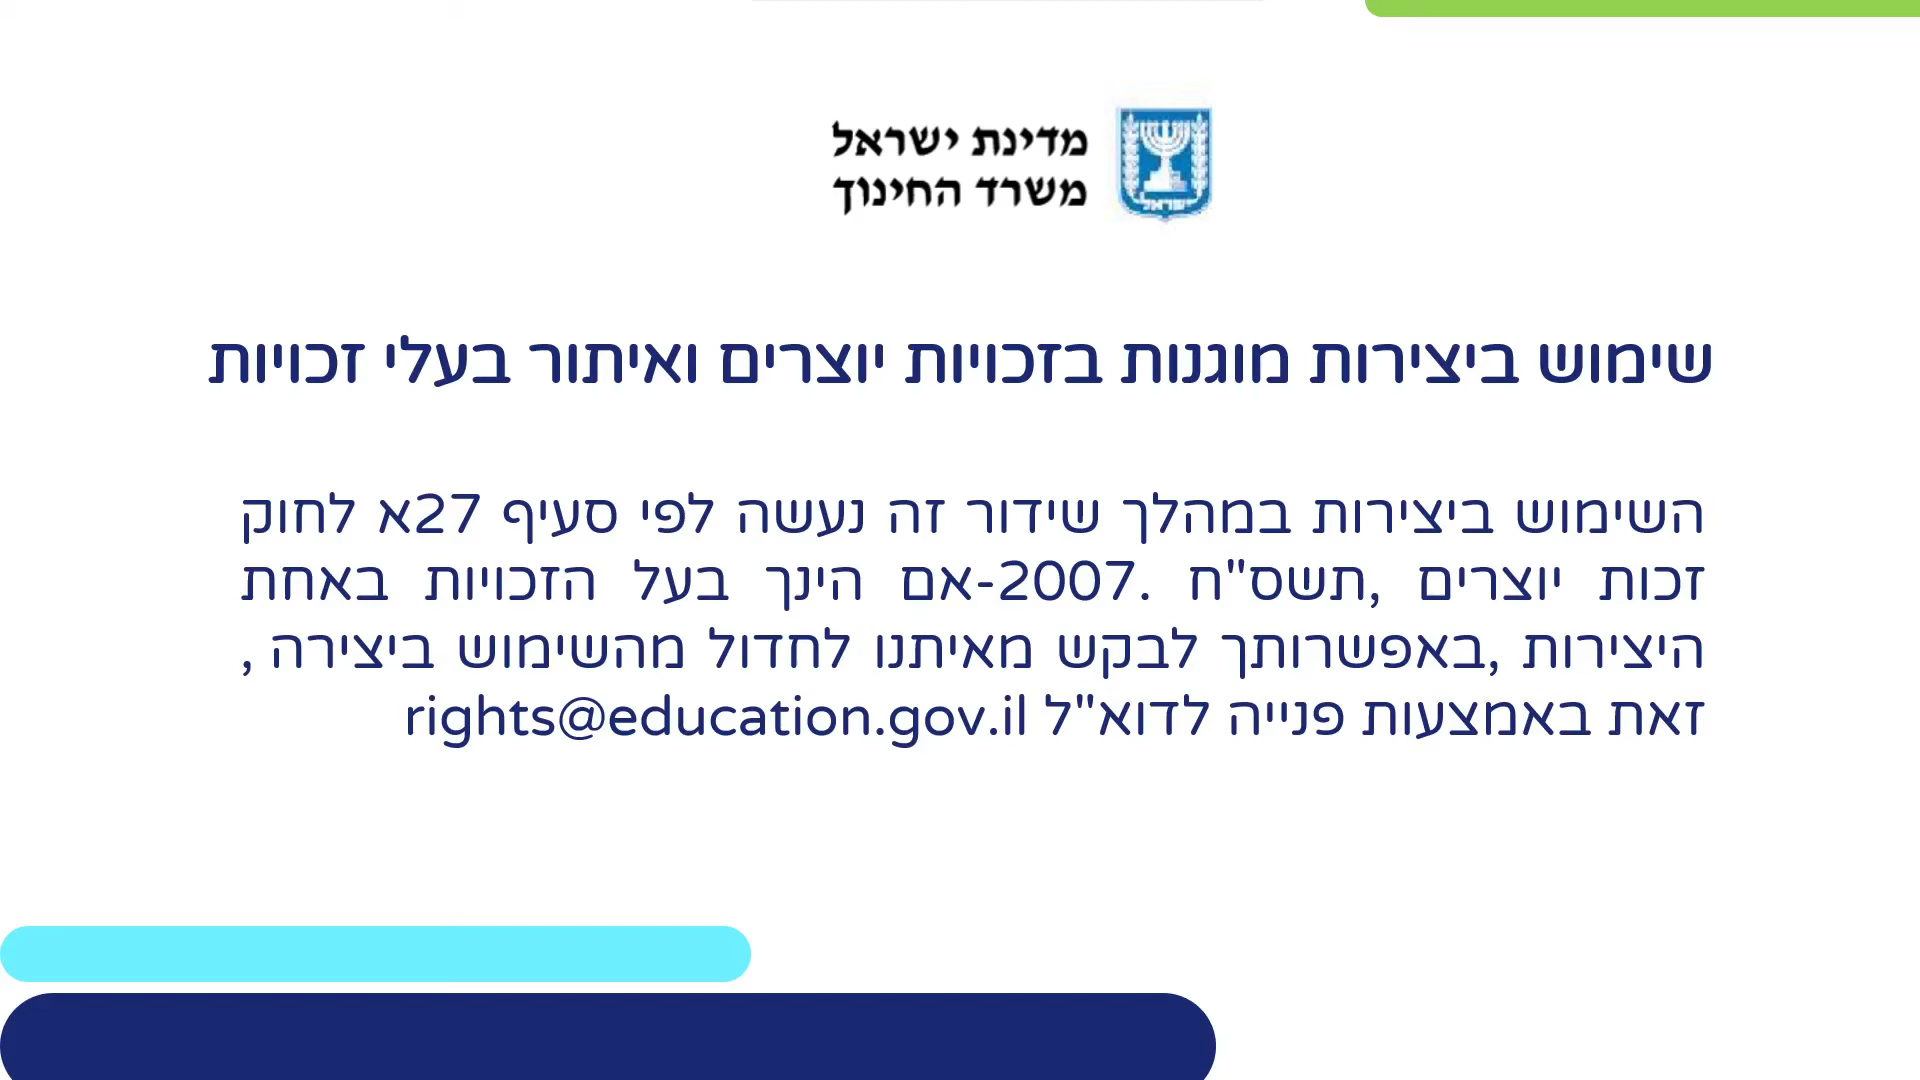 מדינת ישראל
משרד החינוך
שימוש ביצירות מוגנות בזכויות יוצרים ואיתור בעלי זכויות
השימוש ביצירות במהלך שידור זה נעשה לפי סעיף 27א לחוק
זכות יוצרים ,תשס"ח .2007-אם הינך בעל הזכויות באחת
היצירות ,באפשרותך לבקש מאיתנו לחדול מהשימוש ביצירה ,
זאת באמצעות פנייה לדוא"ל rights@education.gov.il